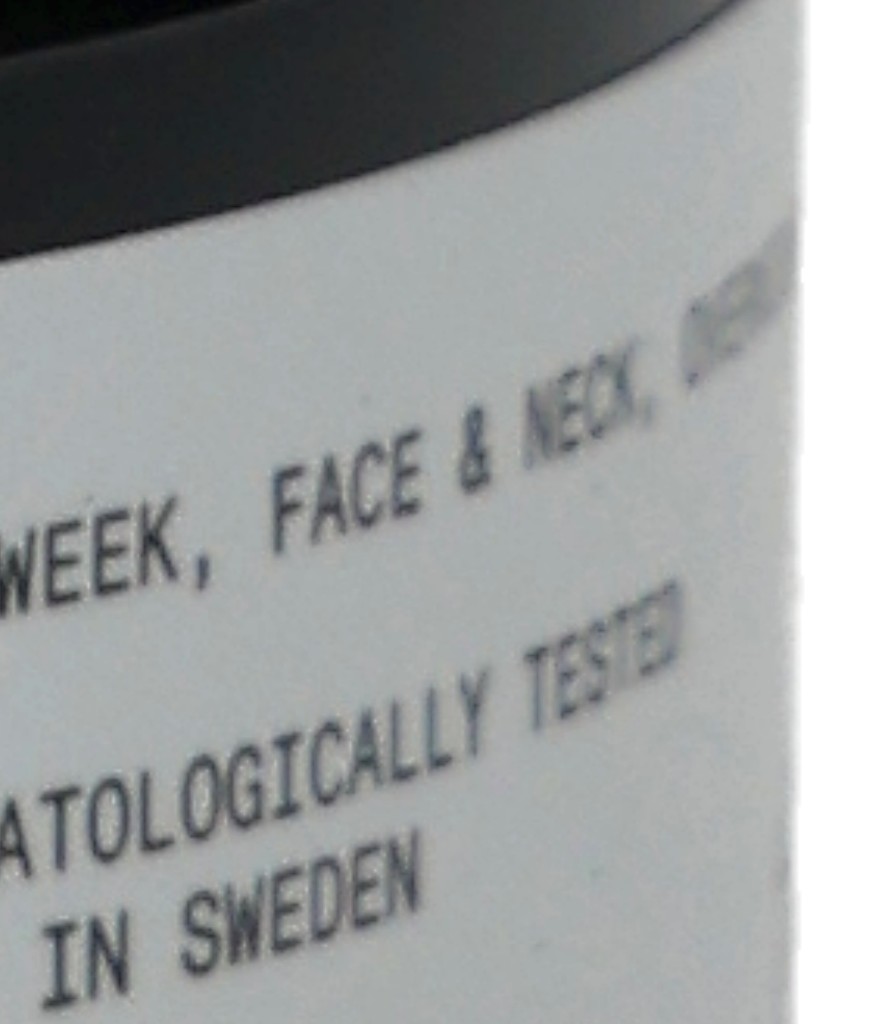 WEEK, FACE & NECK,
ATOLOGICALLY TESTED
IN SWEDEN